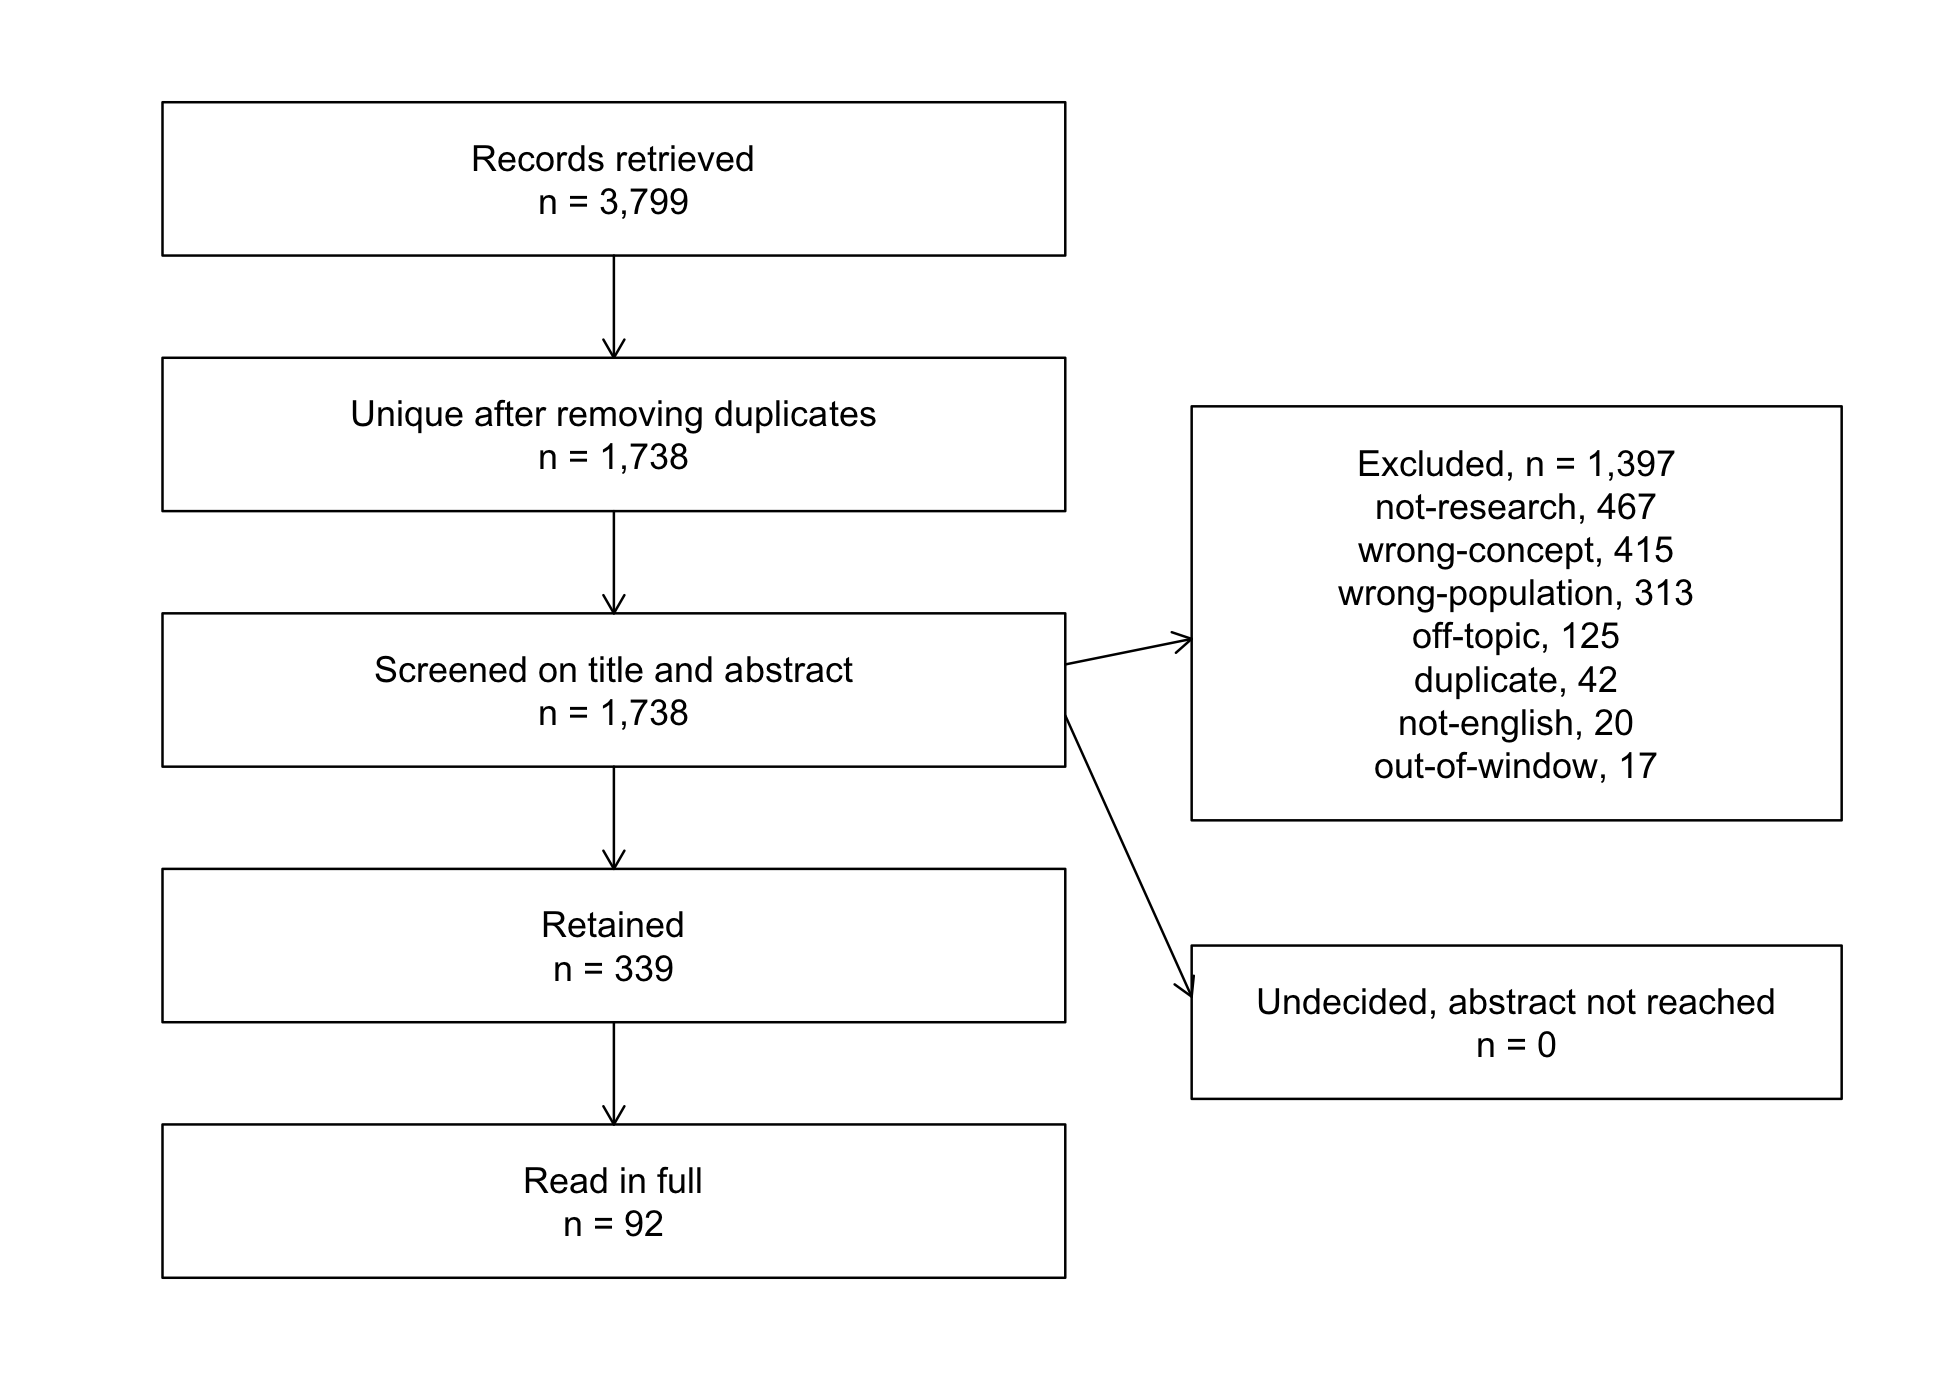 Records retrieved
n = 3,799
Unique after removing duplicates
n = 1,738
Screened on title and abstract
n = 1,738
Excluded, n = 1,397
not-research, 467
wrong-concept, 415
wrong-population, 313
off-topic, 125
duplicate, 42
not-english, 20
out-of-window, 17
Retained
n = 339
Undecided, abstract not reached
n = 0
Read in full
n = 92